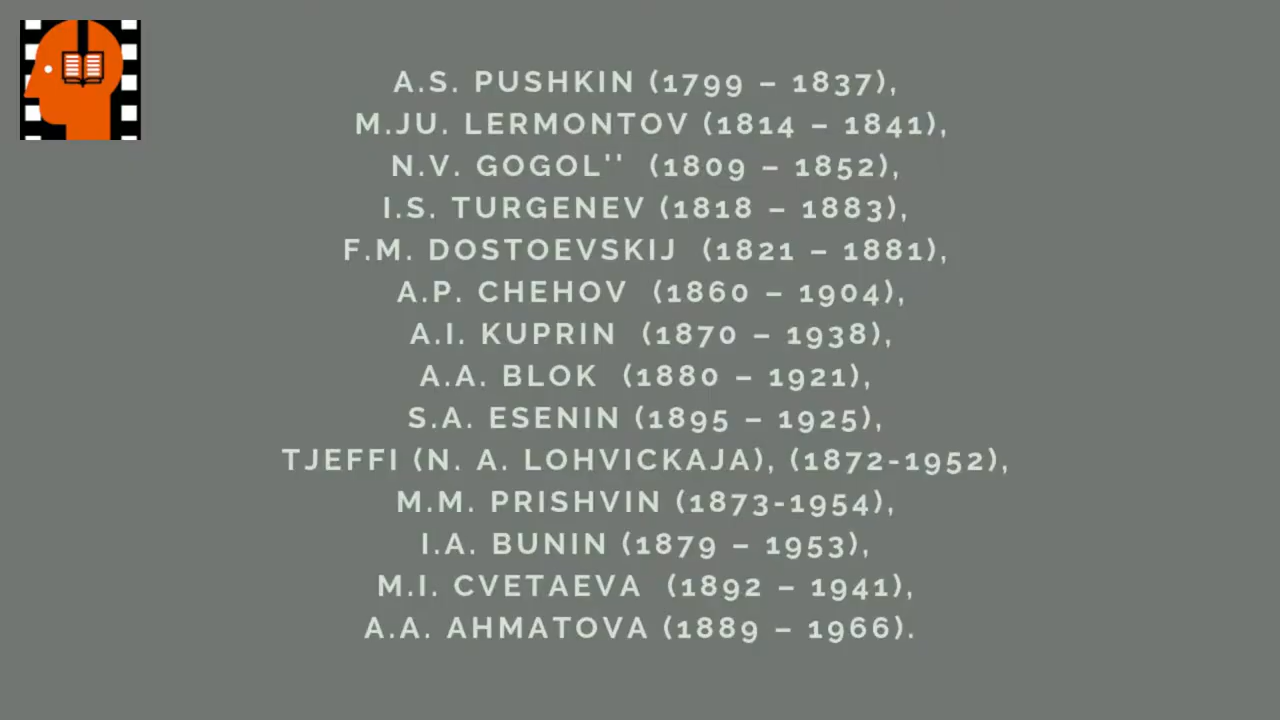 A.S. PUSHKIN (1799 – 1837),
M.JU. LERMONTOV (1814 – 1841),
N.V. GOGOL'' (1809 – 1852),
I.S. TURGENEV (1818 – 1883),
F.M. DOSTOEVSKIJ (1821 – 1881),
A.P. CHEHOV (1860 – 1904),
A.I. KUPRIN (1870 – 1938),
A.A. BLOK (1880 – 1921),
S.A. ESENIN (1895 – 1925),
TJEFFI (N. A. LOHVICKAJA), (1872-1952),
M.M. PRISHVIN (1873-1954),
I.A. BUNIN (1879 – 1953),
M.I. CVETAEVA (1892 – 1941),
A.A. AHMATOVA (1889 – 1966).